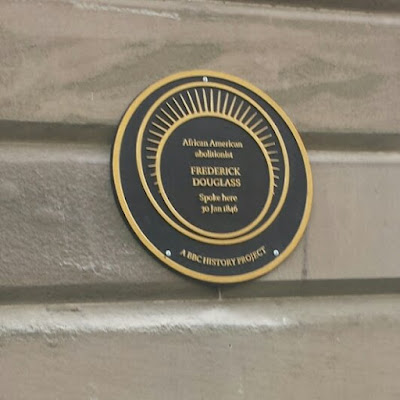 African American
abolitionist
FREDERICK
DOUGLASS
Spoke here
30 Jan 1846
A BBC HISTORY PROJECT